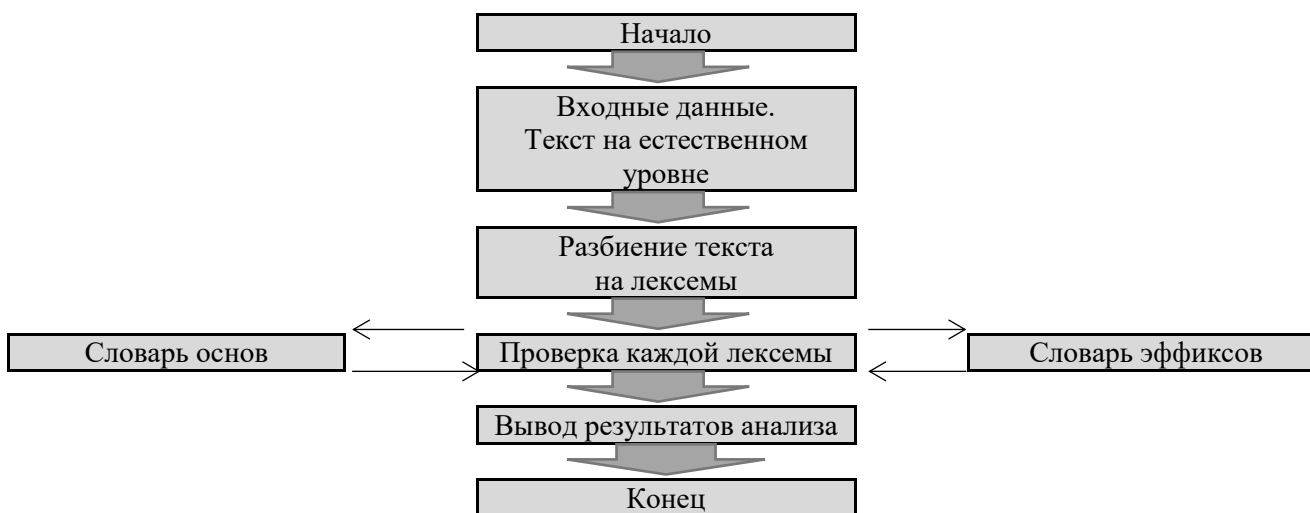 Начало
Входные данные.
Текст на естественном
уровне
Разбиение текста
на лексемы
Словарь основ
Проверка каждой лексемы
Словарь эффиксов
Вывод результатов анализа
Конец